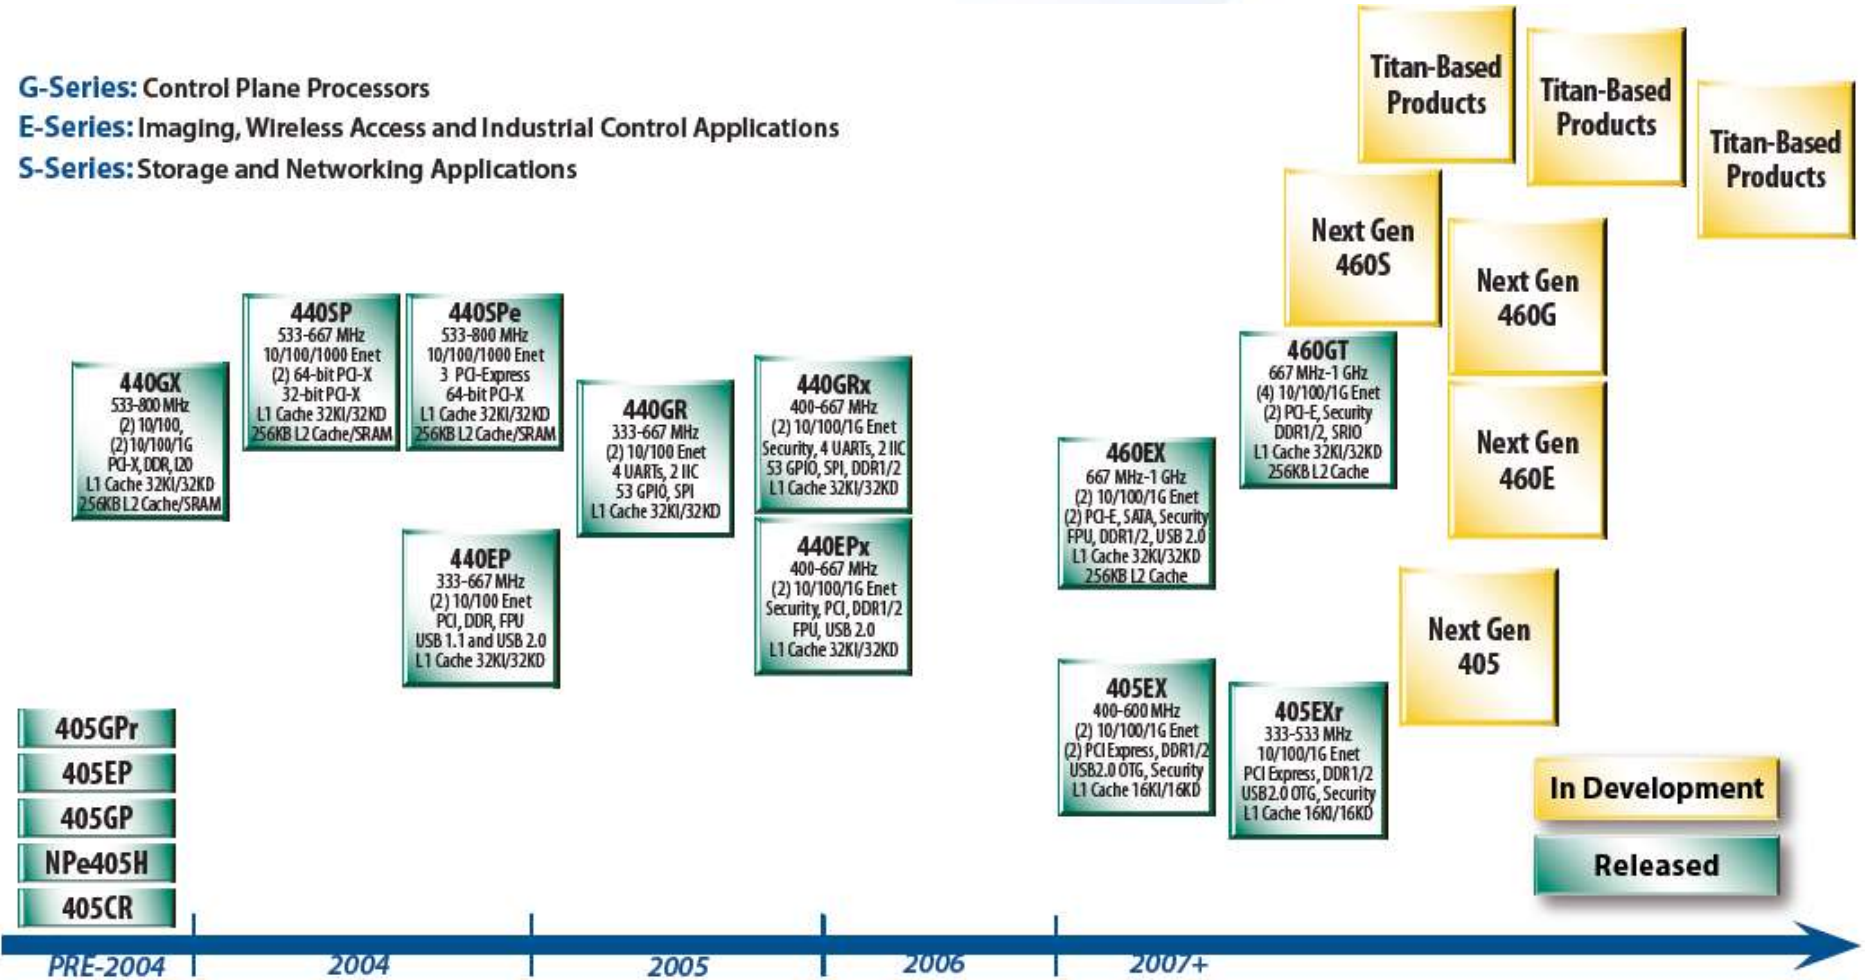 G-Series: Control Plane Processors
E-Series: Imaging, Wireless Access and Industrial Control Applications
S-Series: Storage and Networking Applications
Titan-Based
Products
Titan-Based
Products
Titan-Based
Products
Next Gen
460S
Next Gen
460G
Next Gen
460E
Next Gen
405
440GX
533-800 MHz
(2) 10/100,
(2) 10/100/1G
PCI-X, DDR, I20
L1 Cache 32KI/32KD
256KB L2 Cache/SRAM
440SP
533-667 MHz
10/100/1000 Enet
(2) 64-bit PCI-X
32-bit PCI-X
L1 Cache 32KI/32KD
256KB L2 Cache/SRAM
440SPe
533-800 MHz
10/100/1000 Enet
3 PCI-Express
64-bit PCI-X
L1 Cache 32KI/32KD
256KB L2 Cache/SRAM
440EP
333-667 MHz
(2) 10/100 Enet
PCI, DDR, FPU
USB 1.1 and USB 2.0
L1 Cache 32KI/32KD
440GR
333-667 MHz
(2) 10/100 Enet
4 UARTs, 2 IIC
53 GPIO, SPI
L1 Cache 32KI/32KD
440GRx
400-667 MHz
(2) 10/100/1G Enet
Security, 4 UARTs, 2 IIC
53 GPIO, SPI, DDR1/2
L1 Cache 32KI/32KD
440EPx
400-667 MHz
(2) 10/100/1G Enet
Security, PCI, DDR1/2
FPU, USB 2.0
L1 Cache 32KI/32KD
460EX
667 MHz-1 GHz
(2) 10/100/1G Enet
(2) PCI-E, SATA, Security
FPU, DDR1/2, USB 2.0
L1 Cache 32KI/32KD
256KB L2 Cache
460GT
667 MHz-1 GHz
(4) 10/100/1G Enet
(2) PCI-E, Security
DDR1/2, SRIO
L1 Cache 32KI/32KD
256KB L2 Cache
405EX
400-600 MHz
(2) 10/100/1G Enet
(2) PCI Express, DDR1/2
USB2.0 OTG, Security
L1 Cache 16KI/16KD
405EXr
333-533 MHz
10/100/1G Enet
PCI Express, DDR1/2
USB2.0 OTG, Security
L1 Cache 16KI/16KD
405GPr
405EP
405GP
NPe405H
405CR
In Development
Released
PRE-2004
2004
2005
2006
2007+